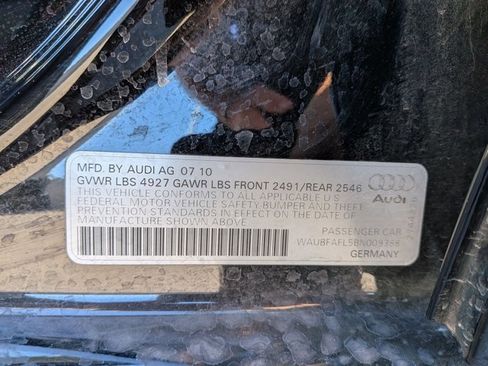 MFD. BY AUDI AG 07 10
GVWR LBS 4927 GAWR LBS FRONT 2491/REAR 2546
THIS VEHICLE CONFORMS TO ALL APPLICABLE U.S.
FEDERAL MOTOR VEHICLE SAFETY,BUMPER AND THEFT
PREVENTION STANDARDS IN EFFECT ON THE DATE OF
MANUFACTURE SHOWN ABOVE
Audi
PASSENGER CAR
GERMANY